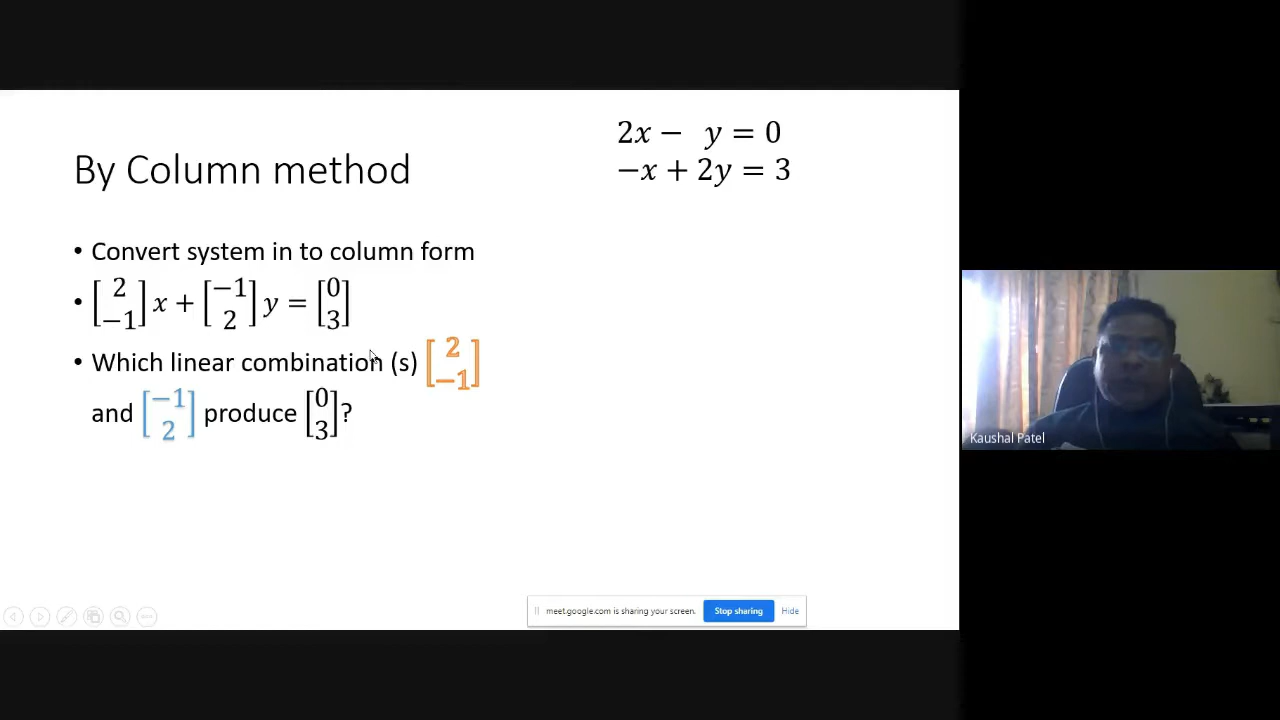 2x − y = 0
−x + 2y = 3
By Column method
• Convert system in to column form
• [2 −1] x + [−1 2] y = [0 3]
• Which linear combination (s) [2 −1]
and [−1 2] produce [0 3]?
Kaushal Patel
meet.google.com is sharing your screen.
Stop sharing
Hide